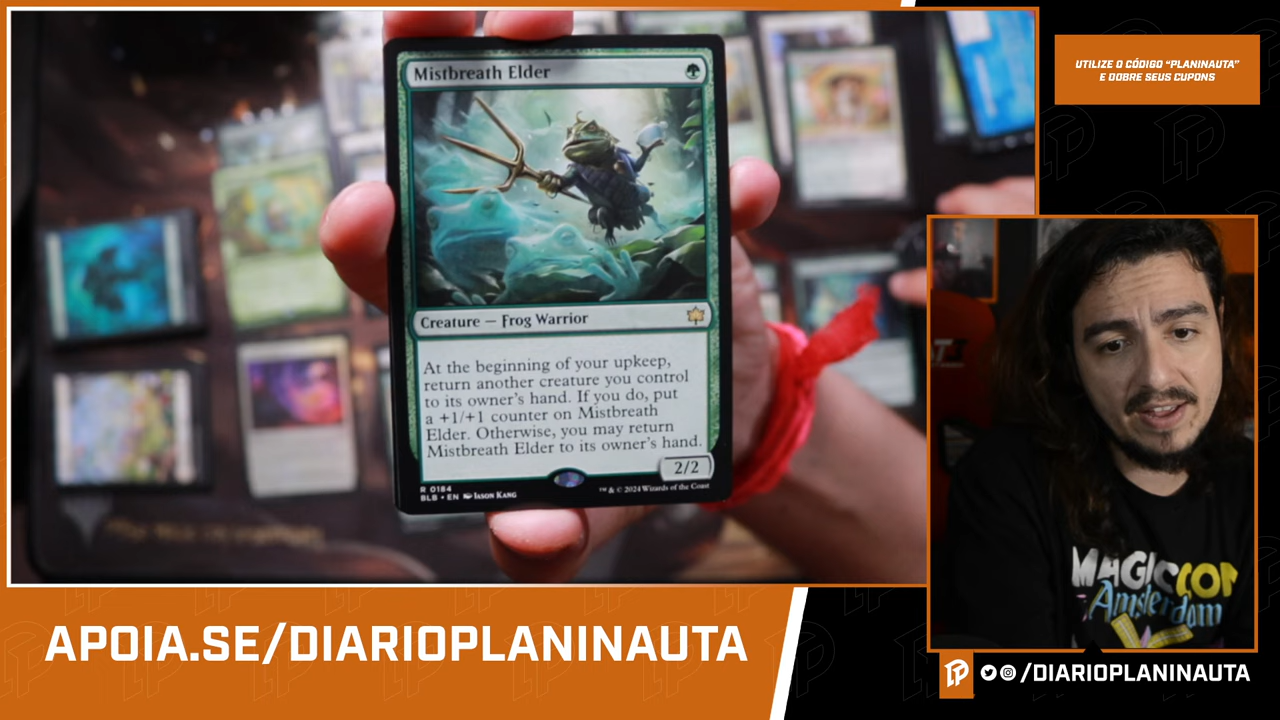 Mistbreath Elder
Creature — Frog Warrior
At the beginning of your upkeep,
return another creature you control
to its owner's hand. If you do, put
a +1/+1 counter on Mistbreath
Elder. Otherwise, you may return
Mistbreath Elder to its owner's hand.
2/2
R 0184
BLB • EN Iason Kang
™ & © 2024 Wizards of the Coast
UTILIZE O CÓDIGO "PLANINAUTA"
E DOBRE SEUS CUPONS
MAGICCON
Amsterdam
APOIA.SE/DIARIOPLANINAUTA
/DIARIOPLANINAUTA